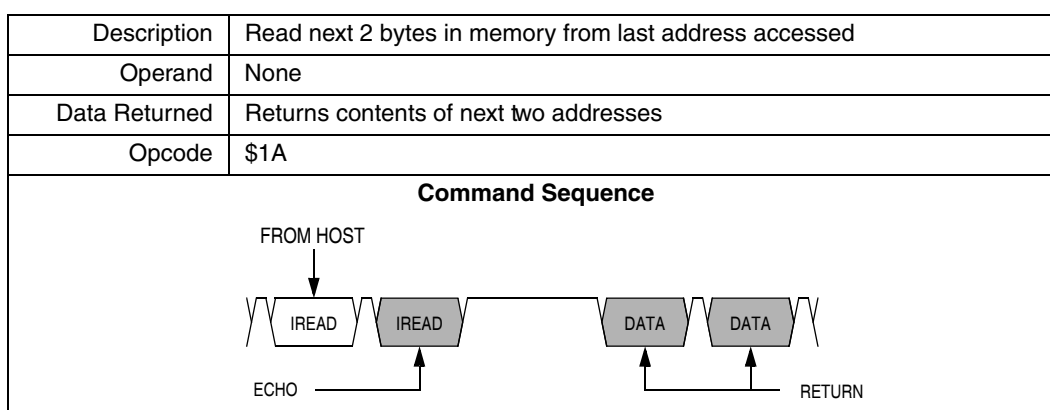 Description Read next 2 bytes in memory from last address accessed
Operand None
Data Returned Returns contents of next two addresses
Opcode $1A
Command Sequence
FROM HOST
IREAD IREAD DATA DATA
ECHO RETURN